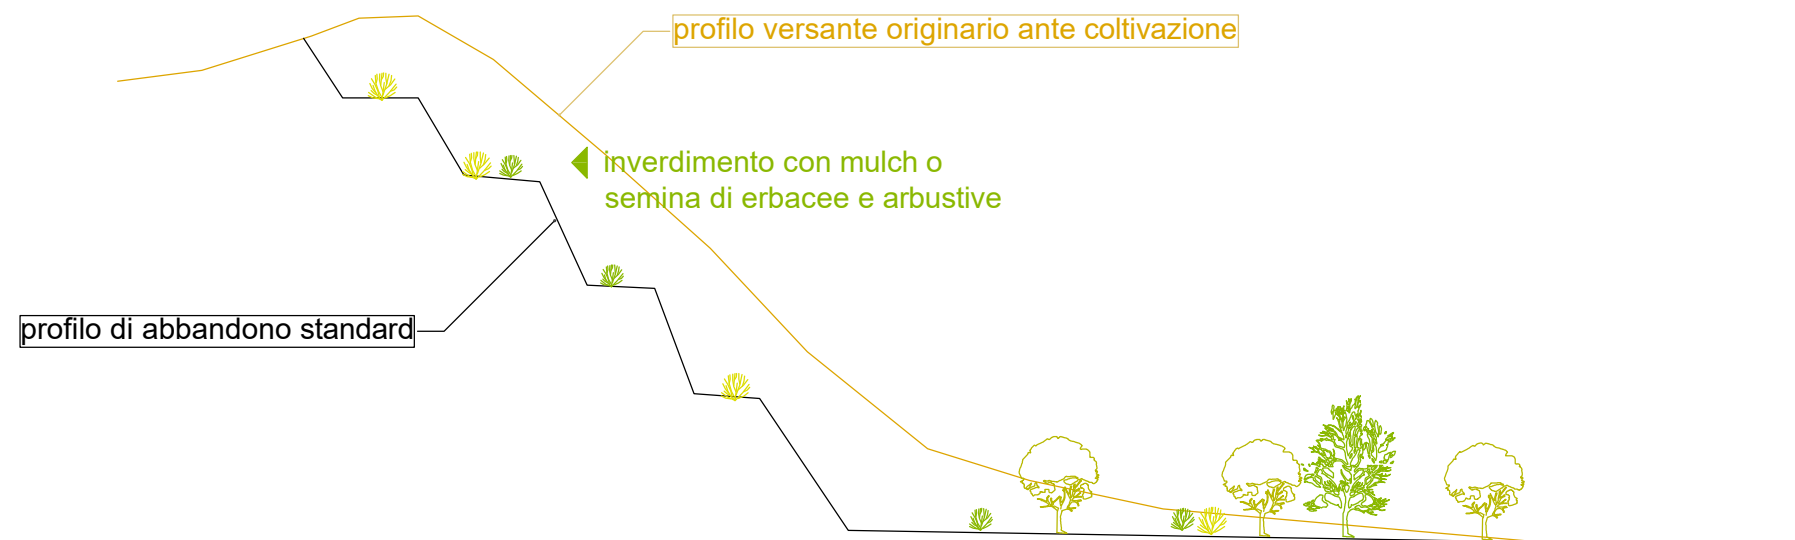 profilo versante originario ante coltivazione
inverdimento con mulch o
semina di erbacee e arbustive
profilo di abbandono standard